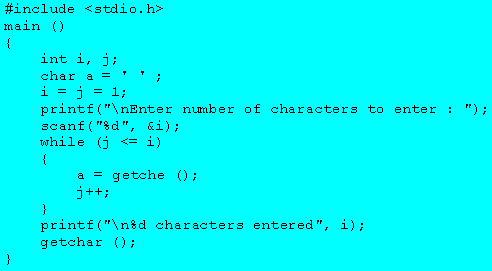 #include <stdio.h>
main ()
{
    int i, j;
    char a = ' ' ;
    i = j = 1;
    printf("\nEnter number of characters to enter : ");
    scanf("%d", &i);
    while (j <= i)
    {
        a = getche ();
        j++;
    }
    printf("\n%d characters entered", i);
    getchar ();
}